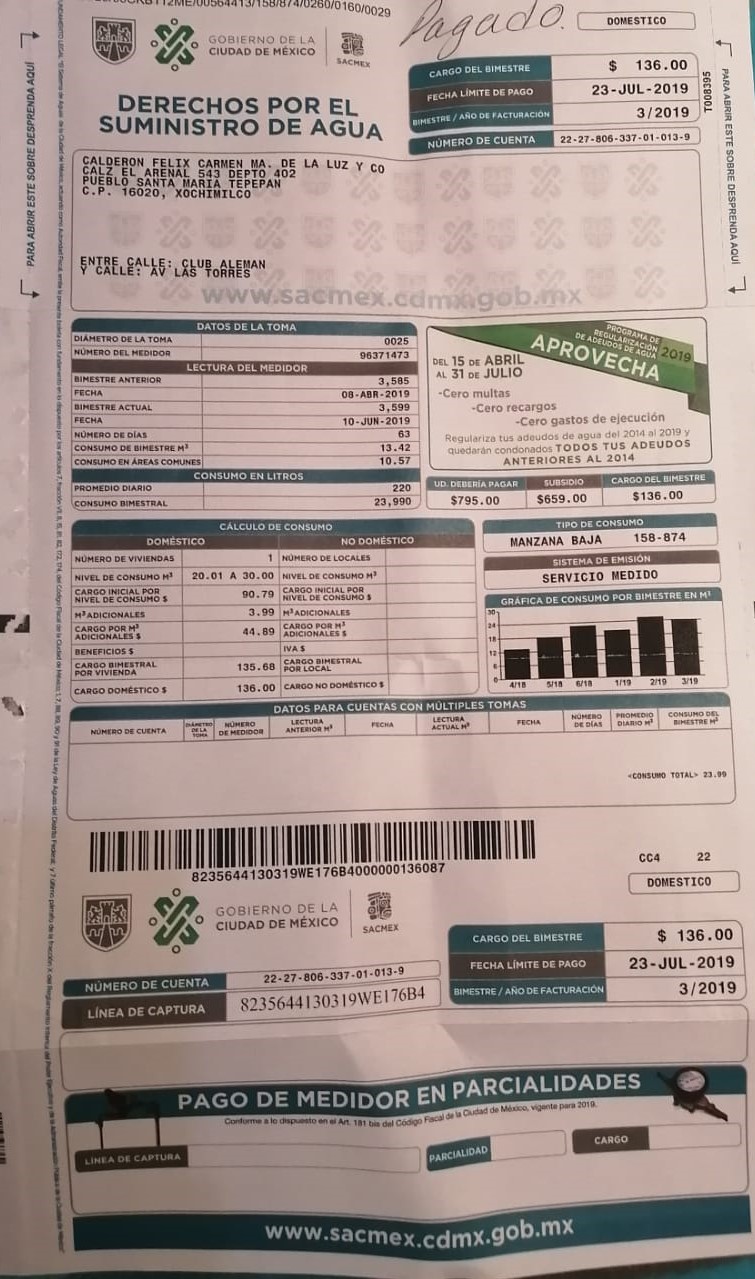 /00564413/158/874/0260/0160/0029
Pagado.
DOMESTICO
GOBIERNO DE LA
CIUDAD DE MÉXICO
SACMEX
DERECHOS POR EL
SUMINISTRO DE AGUA
CARGO DEL BIMESTRE $ 136.00
FECHA LÍMITE DE PAGO 23-JUL-2019
BIMESTRE / AÑO DE FACTURACIÓN 3/2019
NÚMERO DE CUENTA 22-27-806-337-01-013-9
T008395
PARA ABRIR ESTE SOBRE DESPRENDA AQUÍ
PARA ABRIR ESTE SOBRE DESPRENDA AQUÍ
CALDERON FELIX CARMEN MA. DE LA LUZ Y CO
CALZ EL ARENAL 543 DEPTO 402
PUEBLO SANTA MARIA TEPEPAN
C.P. 16020, XOCHIMILCO
ENTRE CALLE: CLUB ALEMAN
Y CALLE: AV LAS TORRES
www.sacmex.cdmx.gob.mx
DATOS DE LA TOMA
DIÁMETRO DE LA TOMA 0025
NÚMERO DEL MEDIDOR 96371473
LECTURA DEL MEDIDOR
BIMESTRE ANTERIOR 3,585
FECHA 08-ABR-2019
BIMESTRE ACTUAL 3,599
FECHA 10-JUN-2019
NÚMERO DE DÍAS 63
CONSUMO DE BIMESTRE M³ 13.42
CONSUMO EN ÁREAS COMUNES 10.57
CONSUMO EN LITROS
PROMEDIO DIARIO 220
CONSUMO BIMESTRAL 23,990
PROGRAMA DE
REGULARIZACIÓN
DE ADEUDOS DE AGUA 2019
APROVECHA
DEL 15 DE ABRIL
AL 31 DE JULIO
-Cero multas
-Cero recargos
-Cero gastos de ejecución
Regulariza tus adeudos de agua del 2014 al 2019 y
quedarán condonados TODOS TUS ADEUDOS
ANTERIORES AL 2014
UD. DEBERÍA PAGAR SUBSIDIO CARGO DEL BIMESTRE
$795.00 $659.00 $136.00
CÁLCULO DE CONSUMO
DOMÉSTICO NO DOMÉSTICO
NÚMERO DE VIVIENDAS 1 NÚMERO DE LOCALES
NIVEL DE CONSUMO M³ 20.01 A 30.00 NIVEL DE CONSUMO M³
CARGO INICIAL POR NIVEL DE CONSUMO $ 90.79 CARGO INICIAL POR NIVEL DE CONSUMO $
M³ ADICIONALES 3.99 M³ ADICIONALES
CARGO POR M³ ADICIONALES $ 44.89 CARGO POR M³ ADICIONALES $
BENEFICIOS $ IVA $
CARGO BIMESTRAL POR VIVIENDA 135.68 CARGO BIMESTRAL POR LOCAL
CARGO DOMÉSTICO $ 136.00 CARGO NO DOMÉSTICO $
TIPO DE CONSUMO
MANZANA BAJA 158-874
SISTEMA DE EMISIÓN
SERVICIO MEDIDO
GRÁFICA DE CONSUMO POR BIMESTRE EN M³
30
24
18
12
6
0
4/18 5/18 6/18 1/19 2/19 3/19
DATOS PARA CUENTAS CON MÚLTIPLES TOMAS
NÚMERO DE CUENTA DIÁMETRO DE LA TOMA NÚMERO DE MEDIDOR LECTURA ANTERIOR M³ FECHA LECTURA ACTUAL M³ FECHA NÚMERO DE DÍAS PROMEDIO DIARIO M³ CONSUMO DEL BIMESTRE M³
<CONSUMO TOTAL> 23.99
8235644130319WE176B4000000136087
CC4 22
DOMESTICO
GOBIERNO DE LA
CIUDAD DE MÉXICO
SACMEX
CARGO DEL BIMESTRE $ 136.00
FECHA LÍMITE DE PAGO 23-JUL-2019
BIMESTRE / AÑO DE FACTURACIÓN 3/2019
NÚMERO DE CUENTA 22-27-806-337-01-013-9
LÍNEA DE CAPTURA 8235644130319WE176B4
PAGO DE MEDIDOR EN PARCIALIDADES
Conforme a lo dispuesto en el Art. 181 bis del Código Fiscal de la Ciudad de México, vigente para 2019.
LÍNEA DE CAPTURA PARCIALIDAD CARGO
www.sacmex.cdmx.gob.mx